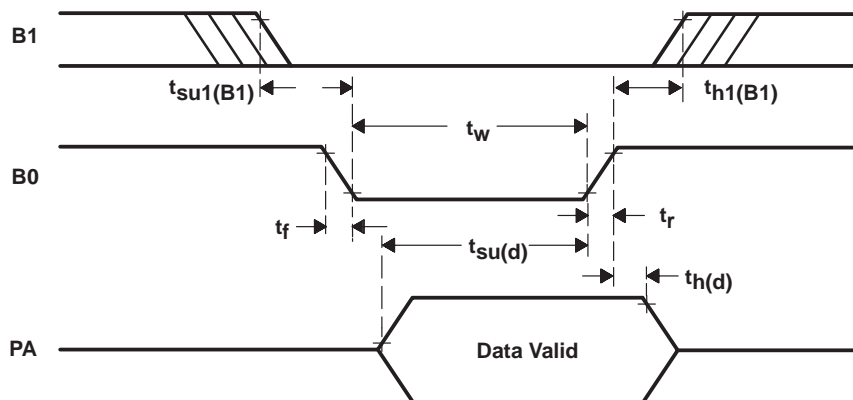 B1
tsu1(B1)
th1(B1)
tw
B0
tf
tr
tsu(d)
th(d)
PA
Data Valid